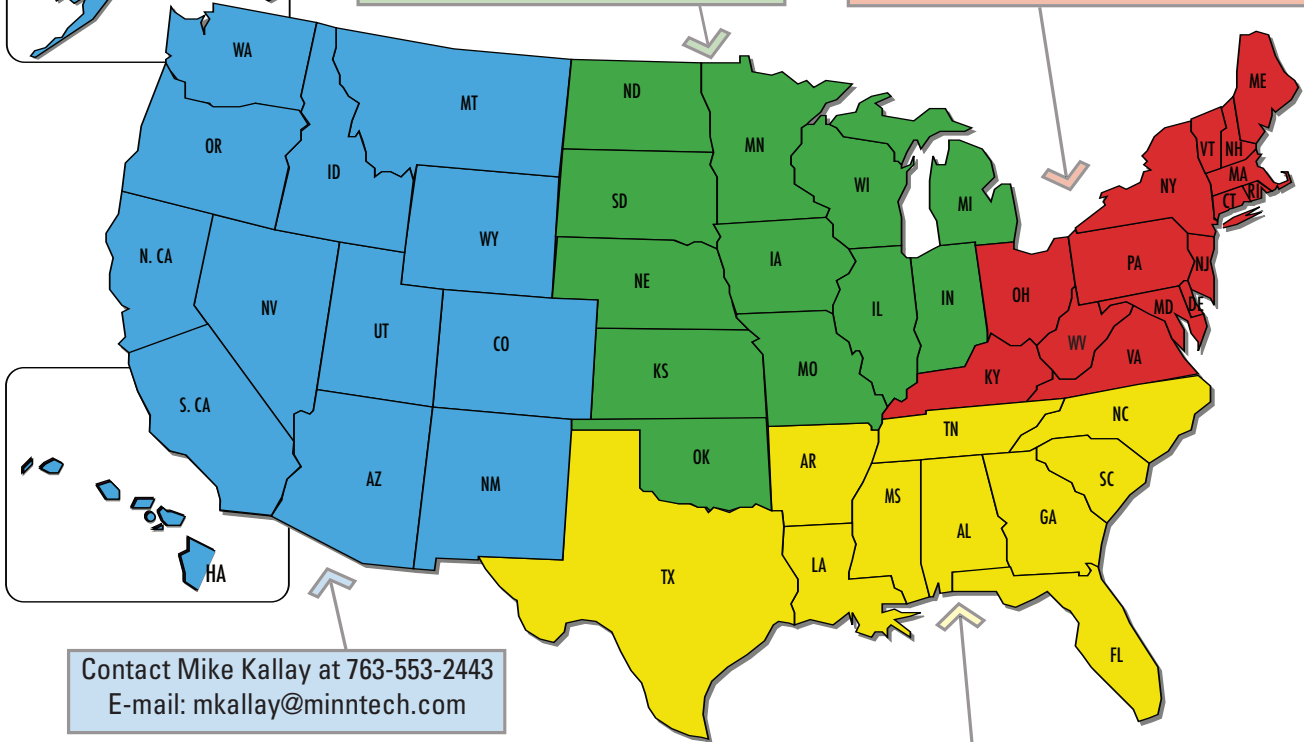 WA
MT
ND
MN
ME
OR
ID
VT
NH
MA
NY
CT
RI
WI
MI
SD
WY
N. CA
IA
PA
NJ
NE
OH
IN
IL
NV
UT
CO
MD
DE
WV
VA
KS
MO
KY
S. CA
NC
TN
OK
AR
SC
AZ
NM
MS
GA
AL
LA
TX
HA
FL
Contact Mike Kallay at 763-553-2443
E-mail: mkallay@minntech.com